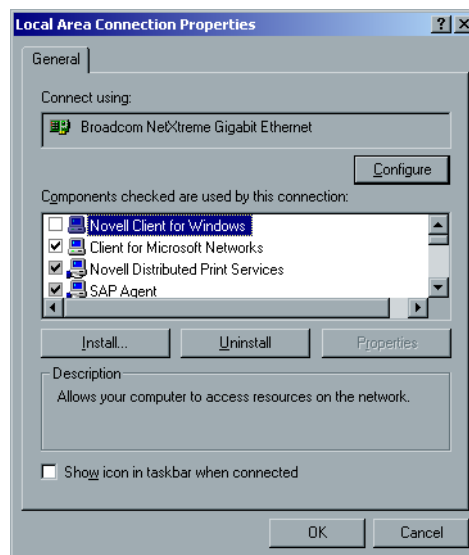 Local Area Connection Properties
General
Connect using:
Broadcom NetXtreme Gigabit Ethernet
Configure
Components checked are used by this connection:
Novell Client for Windows
Client for Microsoft Networks
Novell Distributed Print Services
SAP Agent
Install... Uninstall Properties
Description
Allows your computer to access resources on the network.
Show icon in taskbar when connected
OK Cancel